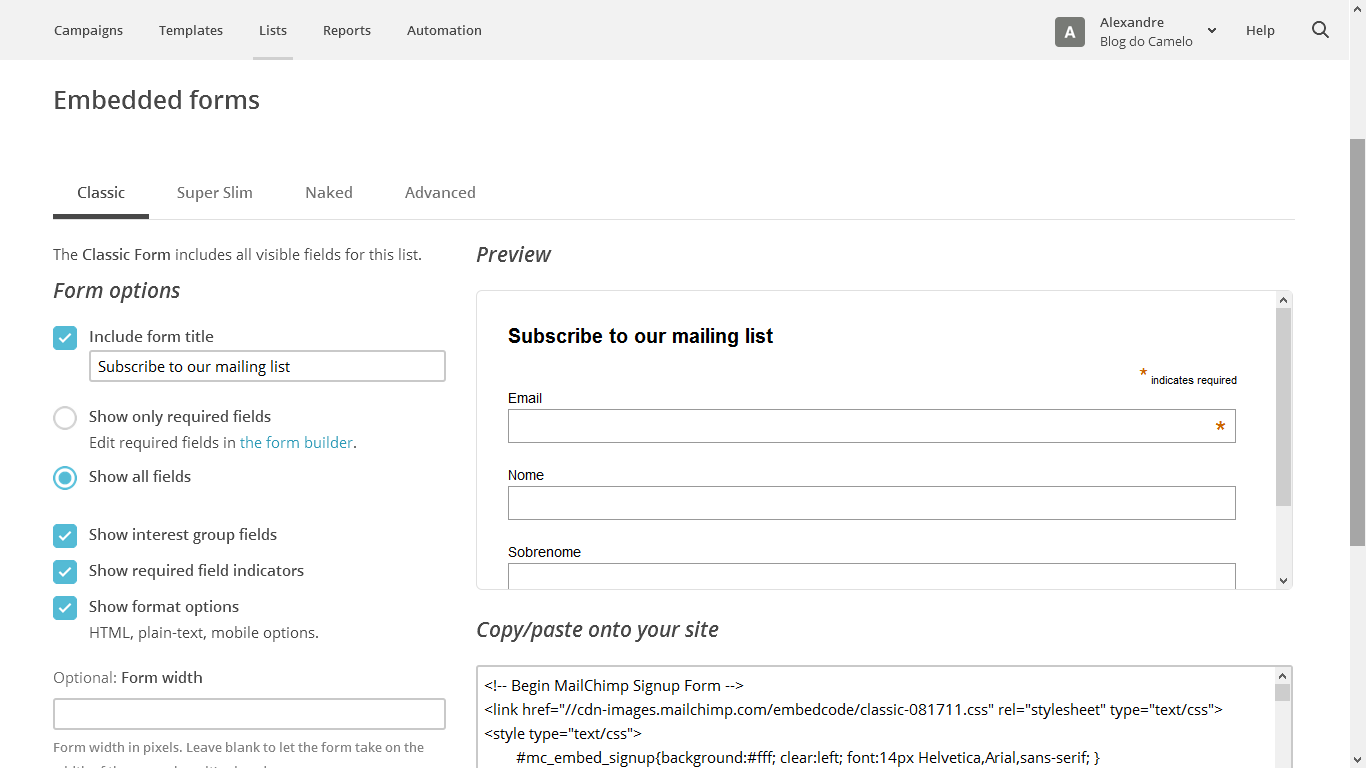 Campaigns Templates Lists Reports Automation
A
Alexandre
Blog do Camelo
Help
Embedded forms
Classic Super Slim Naked Advanced
The Classic Form includes all visible fields for this list.
Form options
Include form title
Subscribe to our mailing list
Show only required fields
Edit required fields in the form builder.
Show all fields
Show interest group fields
Show required field indicators
Show format options
HTML, plain-text, mobile options.
Optional: Form width
Form width in pixels. Leave blank to let the form take on the
Preview
Subscribe to our mailing list
* indicates required
Email
*
Nome
Sobrenome
Copy/paste onto your site
<!-- Begin MailChimp Signup Form -->
<link href="//cdn-images.mailchimp.com/embedcode/classic-081711.css" rel="stylesheet" type="text/css">
<style type="text/css">
#mc_embed_signup{background:#fff; clear:left; font:14px Helvetica,Arial,sans-serif; }